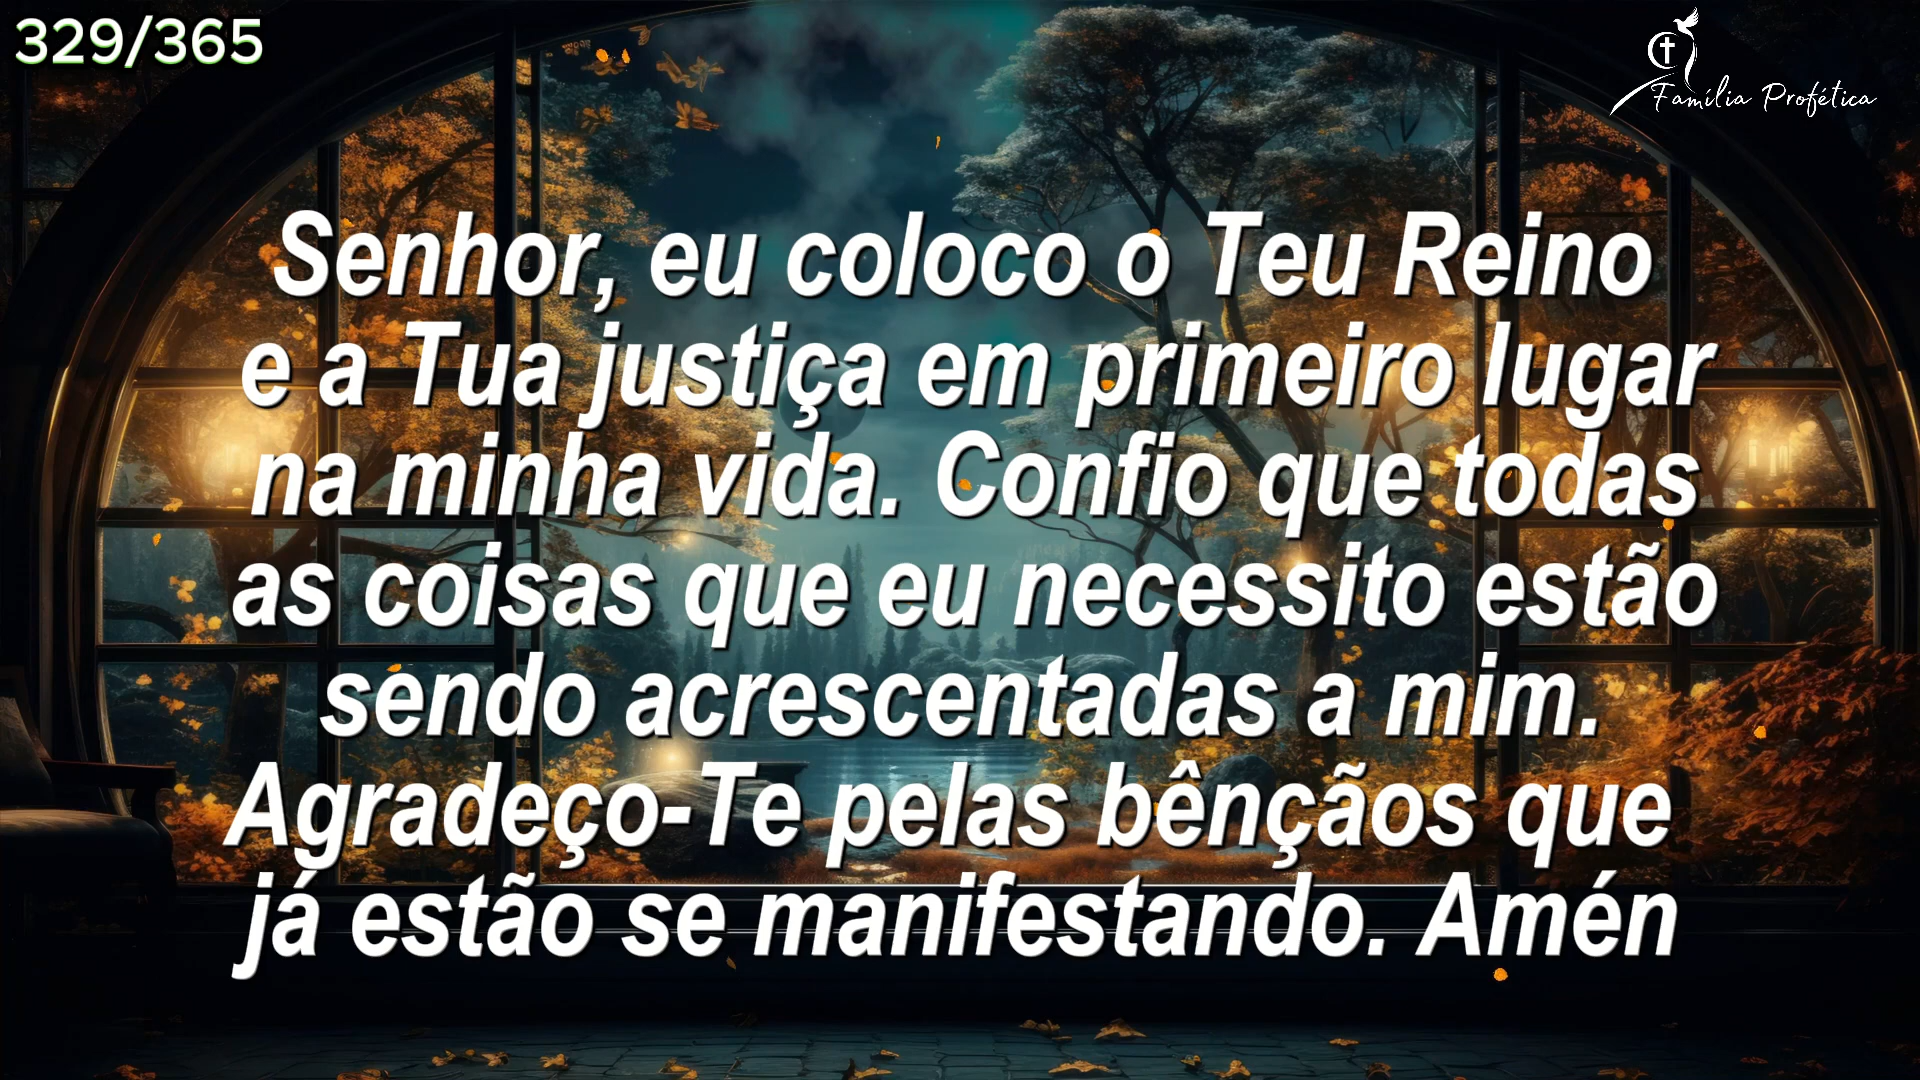 329/365
Família Profética
Senhor, eu coloco o Teu Reino
e a Tua justiça em primeiro lugar
na minha vida. Confio que todas
as coisas que eu necessito estão
sendo acrescentadas a mim.
Agradeço-Te pelas bênçãos que
já estão se manifestando. Amén